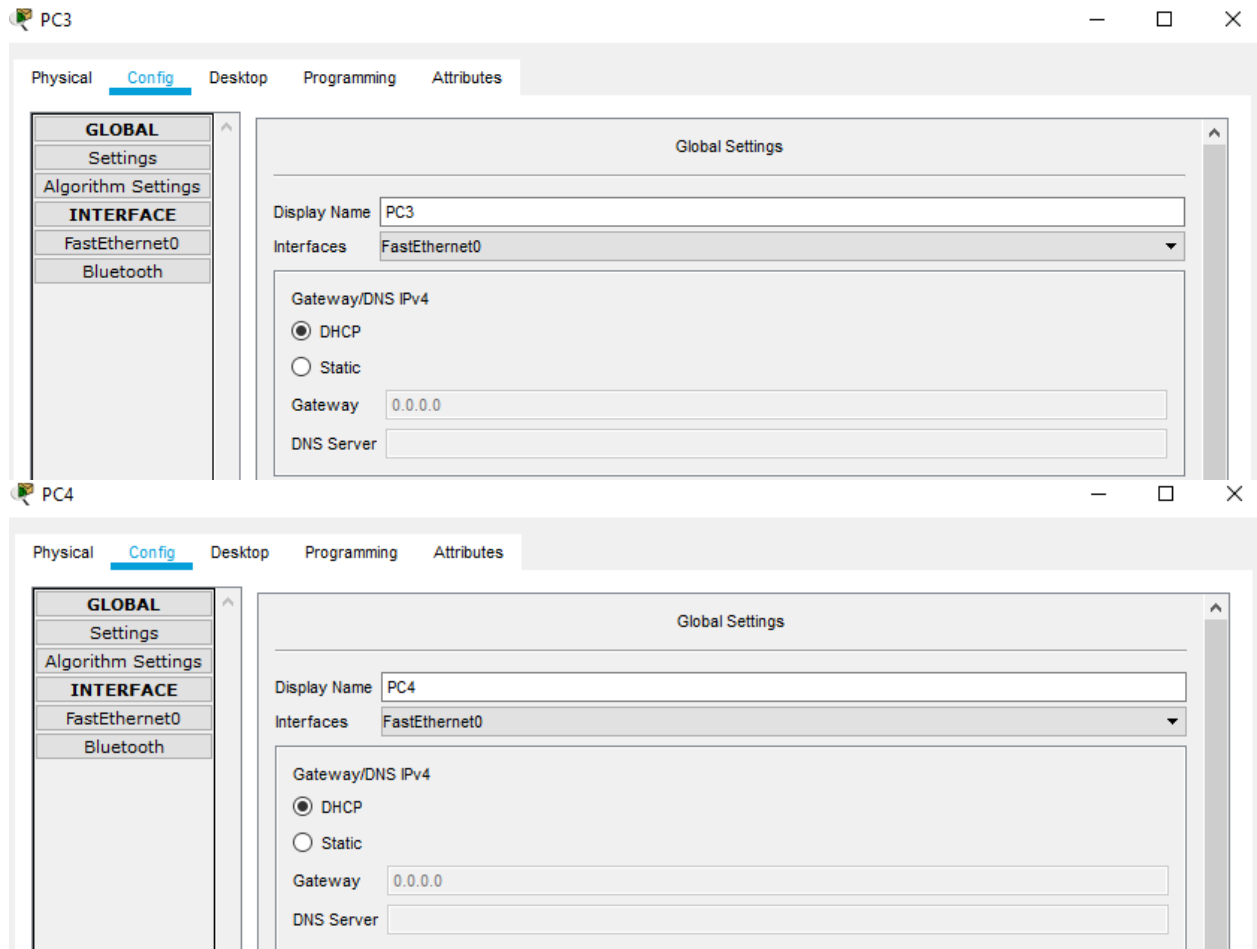 PC3
Physical Config Desktop Programming Attributes
GLOBAL
Settings
Algorithm Settings
INTERFACE
FastEthernet0
Bluetooth
Global Settings
Display Name PC3
Interfaces FastEthernet0
Gateway/DNS IPv4
DHCP
Static
Gateway 0.0.0.0
DNS Server
PC4
Physical Config Desktop Programming Attributes
GLOBAL
Settings
Algorithm Settings
INTERFACE
FastEthernet0
Bluetooth
Global Settings
Display Name PC4
Interfaces FastEthernet0
Gateway/DNS IPv4
DHCP
Static
Gateway 0.0.0.0
DNS Server